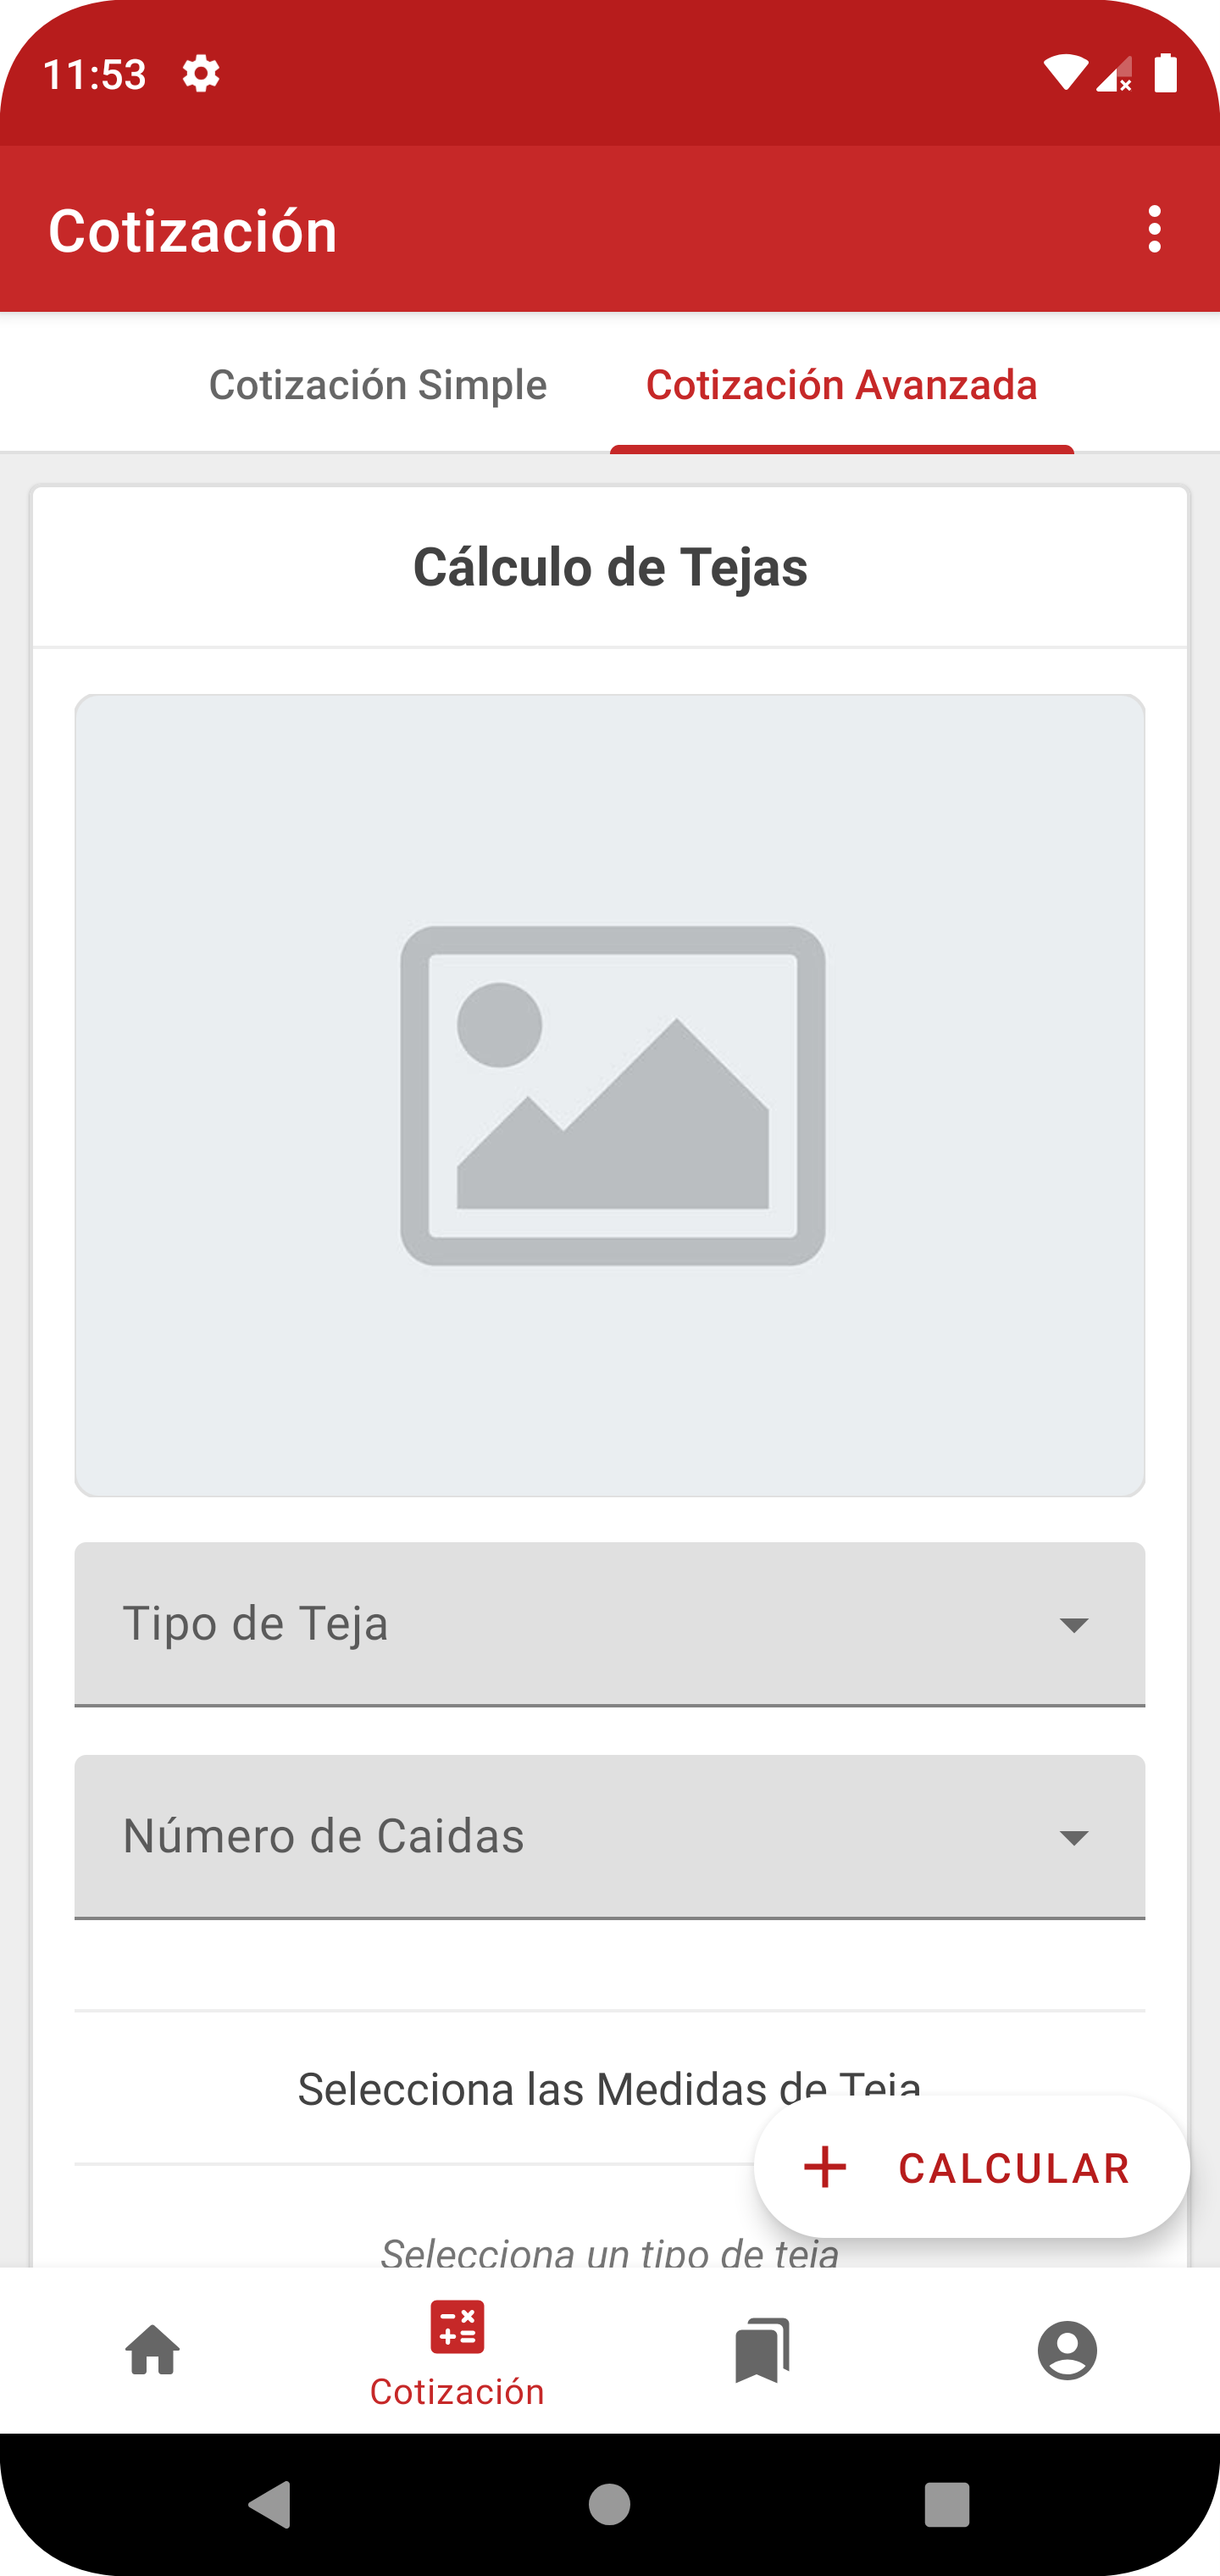 11:53
Cotización
Cotización Simple
Cotización Avanzada
Cálculo de Tejas
Tipo de Teja
Número de Caidas
Selecciona las Medidas de Teja
CALCULAR
Selecciona un tipo de teja
Cotización